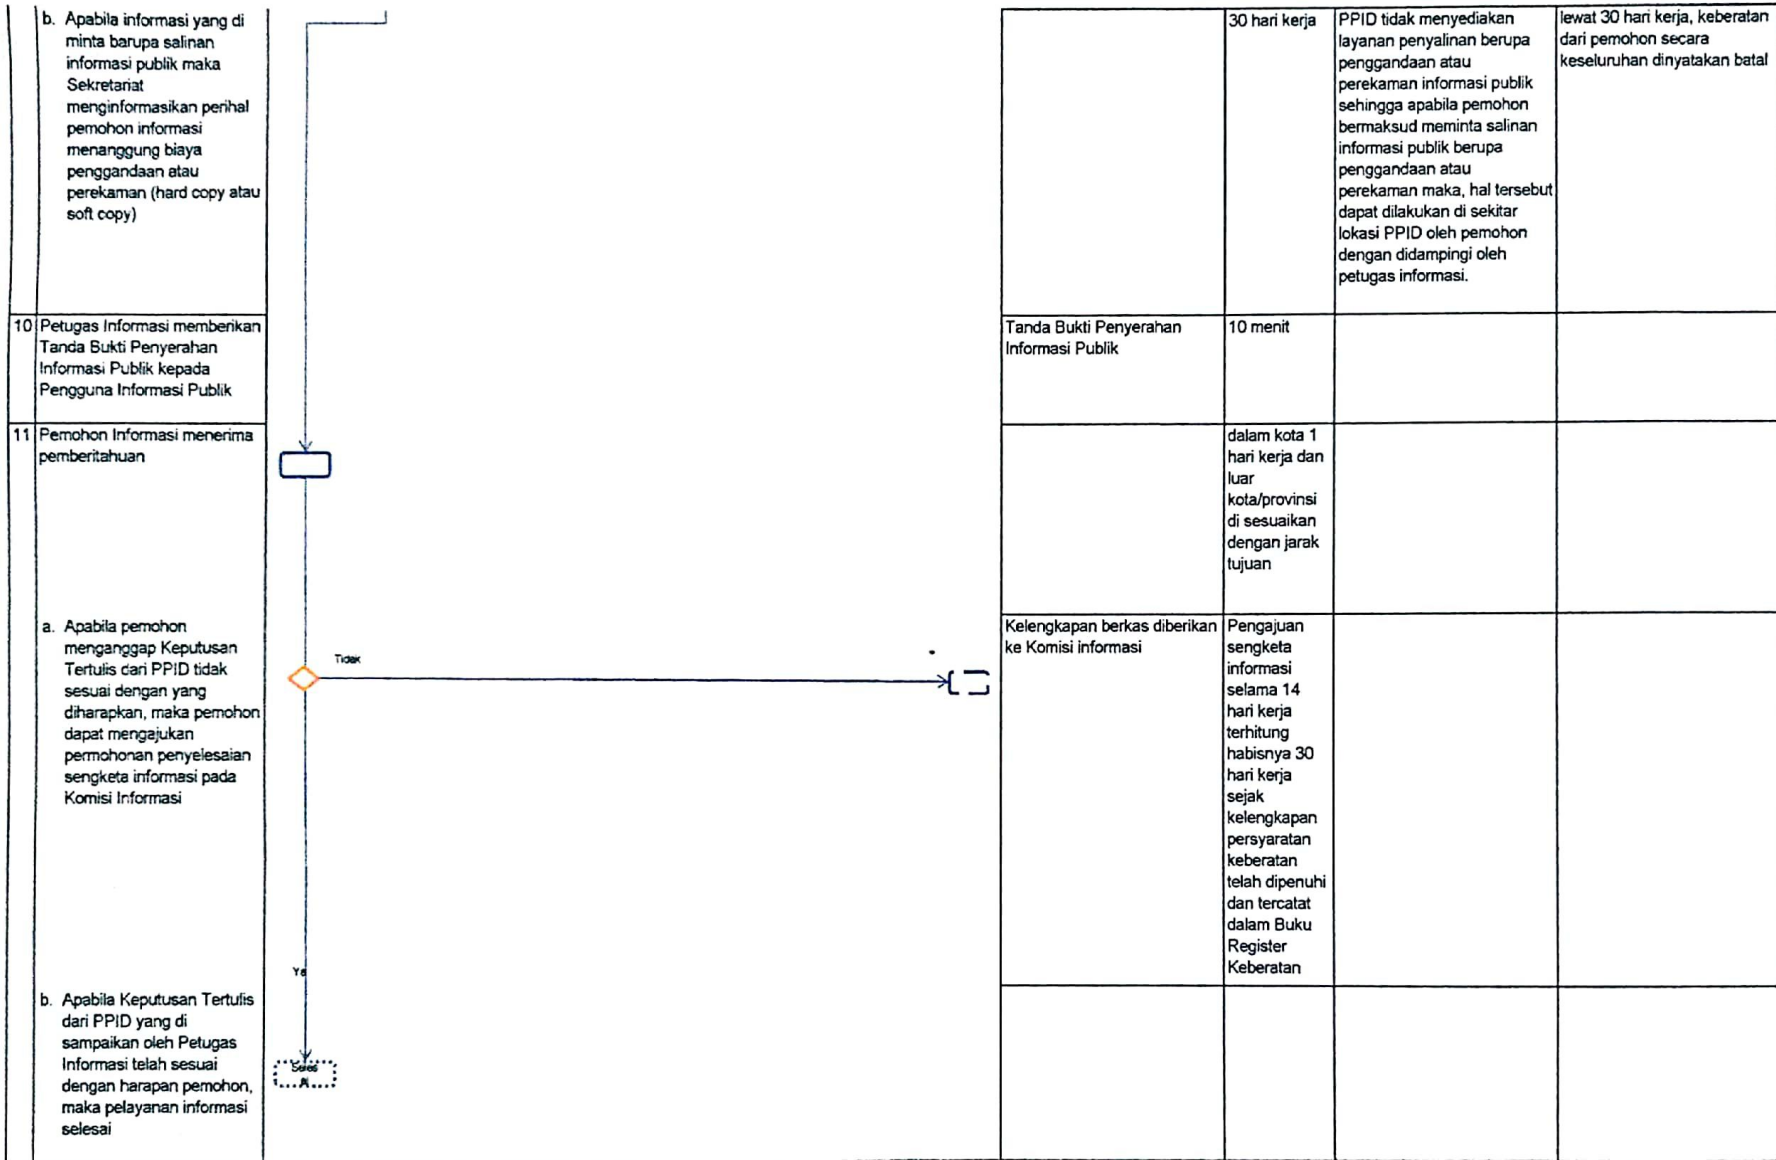 b. Apabila informasi yang di
minta barupa salinan
informasi publik maka
Sekretariat
menginformasikan perihal
pemohon informasi
menanggung biaya
penggandaan atau
perekaman (hard copy atau
soft copy)
30 hari kerja
PPID tidak menyediakan
layanan penyalinan berupa
penggandaan atau
perekaman informasi publik
sehingga apabila pemohon
bermaksud meminta salinan
informasi publik berupa
penggandaan atau
perekaman maka, hal tersebut
dapat dilakukan di sekitar
lokasi PPID oleh pemohon
dengan didampingi oleh
petugas informasi.
lewat 30 hari kerja, keberatan
dari pemohon secara
keseluruhan dinyatakan batal
10 Petugas Informasi memberikan
Tanda Bukti Penyerahan
Informasi Publik kepada
Pengguna Informasi Publik
Tanda Bukti Penyerahan
Informasi Publik
10 menit
11 Pemohon Informasi menerima
pemberitahuan
dalam kota 1
hari kerja dan
luar
kota/provinsi
di sesuaikan
dengan jarak
tujuan
a. Apabila pemohon
menganggap Keputusan
Tertulis dari PPID tidak
sesuai dengan yang
diharapkan, maka pemohon
dapat mengajukan
permohonan penyelesaian
sengketa informasi pada
Komisi Informasi
Tidak
Kelengkapan berkas diberikan
ke Komisi informasi
Pengajuan
sengketa
informasi
selama 14
hari kerja
terhitung
habisnya 30
hari kerja
sejak
kelengkapan
persyaratan
keberatan
telah dipenuhi
dan tercatat
dalam Buku
Register
Keberatan
Ya
b. Apabila Keputusan Tertulis
dari PPID yang di
sampaikan oleh Petugas
Informasi telah sesuai
dengan harapan pemohon,
maka pelayanan informasi
selesai